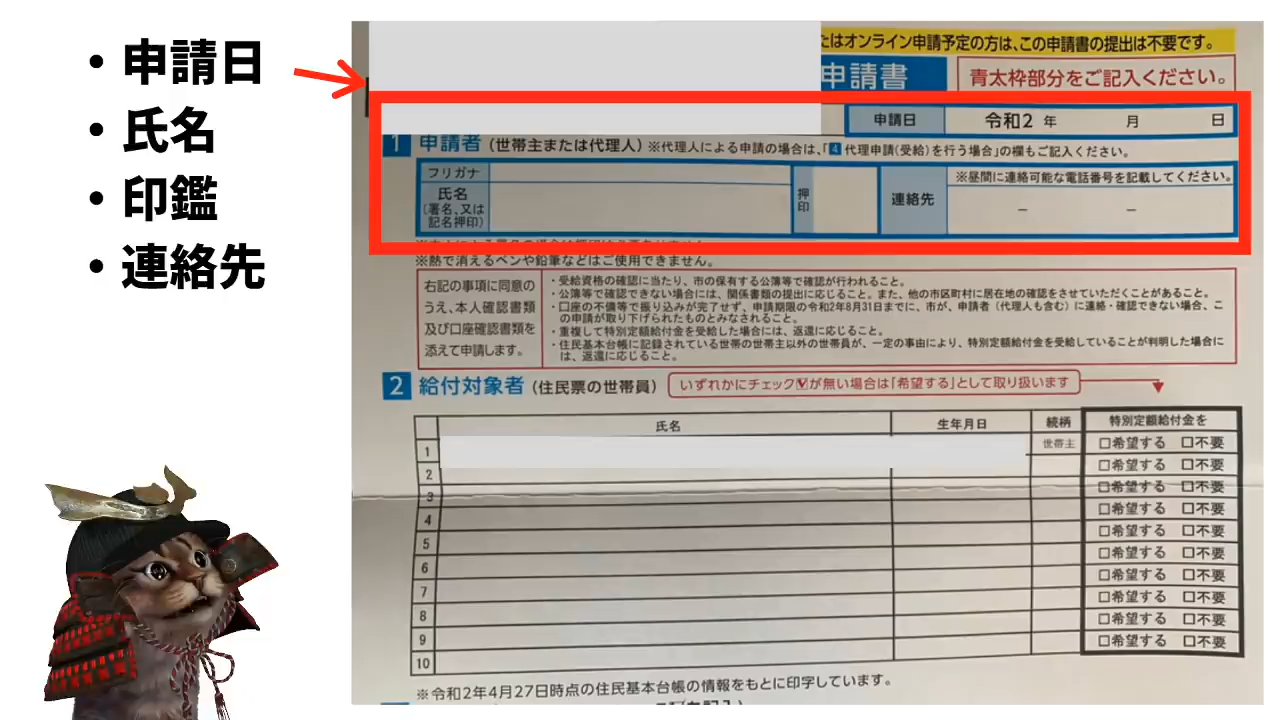 ・申請日
・氏名
・印鑑
・連絡先
たはオンライン申請予定の方は、この申請書の提出は不要です。
申請書
青太枠部分をご記入ください。
申請日 令和2 年 月 日
1 申請者 (世帯主または代理人) ※代理人による申請の場合は、「4 代理申請(受給)を行う場合」の欄もご記入ください。
フリガナ
氏名
(署名、又は
記名押印)
押
印
連絡先
※昼間に連絡可能な電話番号を記載してください。
− −
※熱で消えるペンや鉛筆などはご使用できません。
右記の事項に同意の
うえ、本人確認書類
及び口座確認書類を
添えて申請します。
・受給資格の確認に当たり、市の保有する公簿等で確認が行われること。
・公簿等で確認できない場合には、関係書類の提出に応じること。また、他の市区町村に居在地の確認をさせていただくことがあること。
・口座の不備等で振り込みが完了せず、申請期限の令和2年8月31日までに、市が、申請者(代理人も含む)に連絡・確認できない場合、こ
の申請が取り下げられたものとみなされること。
・重複して特別定額給付金を受給した場合には、返還に応じること。
・住民基本台帳に記録されている世帯の世帯主以外の世帯員が、一定の事由により、特別定額給付金を受給していることが判明した場合に
は、返還に応じること。
2 給付対象者 (住民票の世帯員) いずれかにチェック☑が無い場合は「希望する」として取り扱います
氏名 生年月日 続柄 特別定額給付金を
1 世帯主 □希望する □不要
2 □希望する □不要
3 □希望する □不要
4 □希望する □不要
5 □希望する □不要
6 □希望する □不要
7 □希望する □不要
8 □希望する □不要
9 □希望する □不要
10 □希望する □不要
※令和2年4月27日時点の住民基本台帳の情報をもとに印字しています。